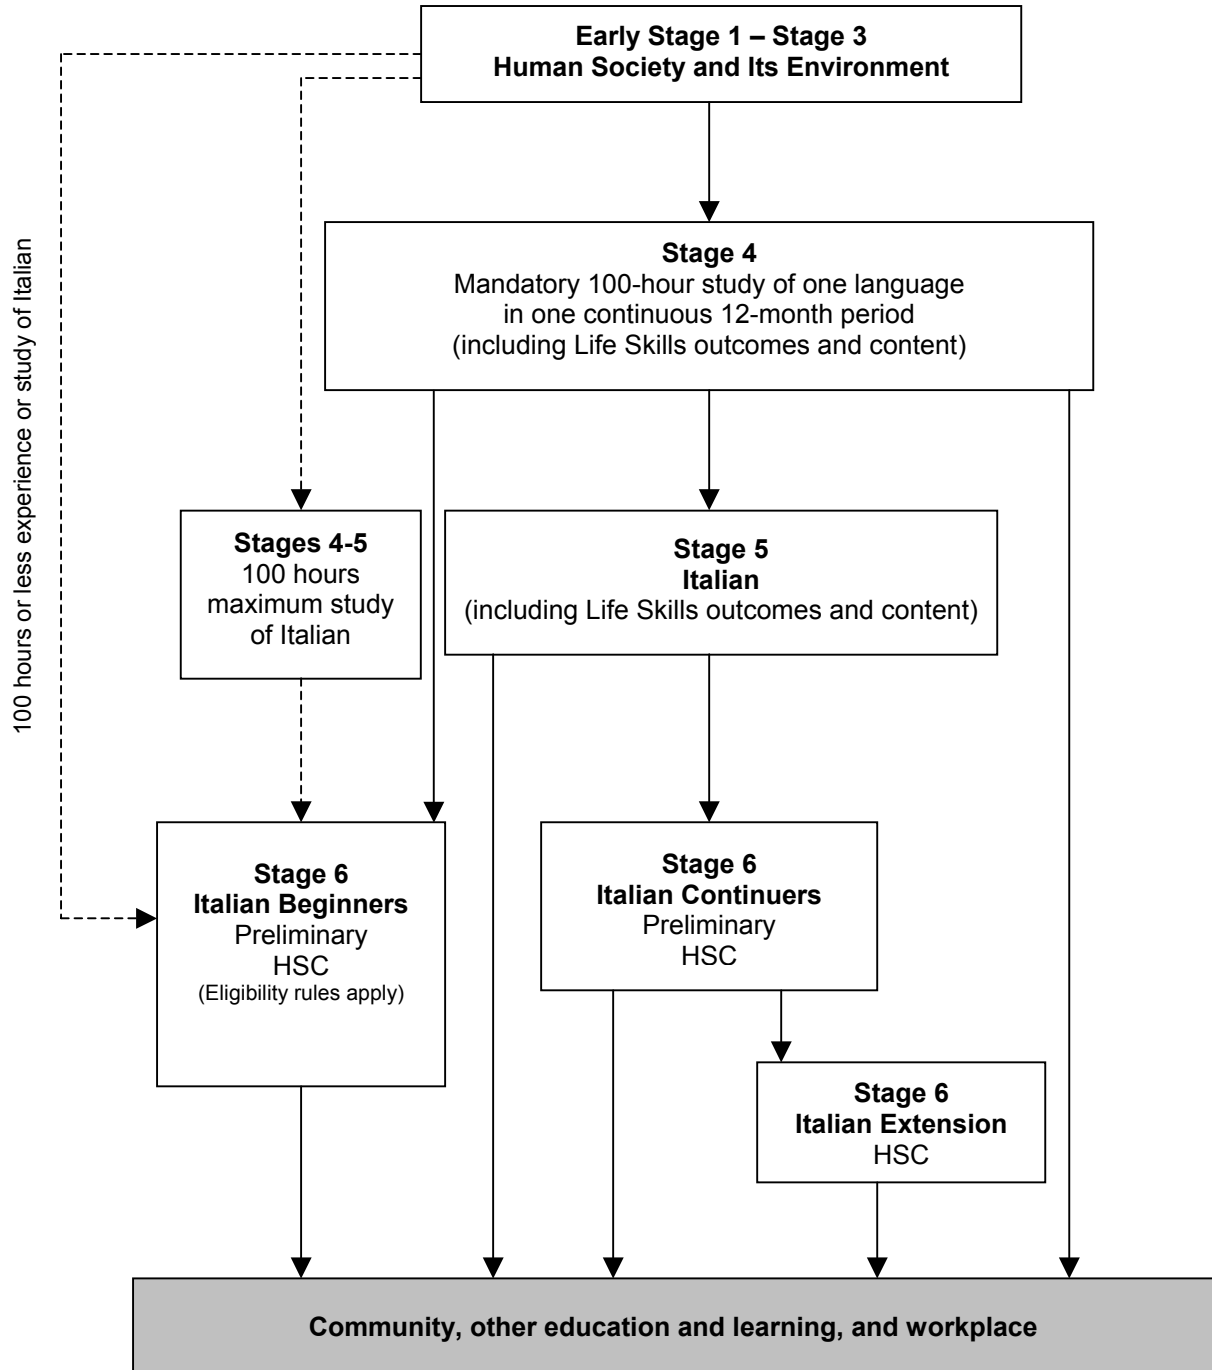 Early Stage 1 – Stage 3
Human Society and Its Environment
100 hours or less experience or study of Italian
Stage 4
Mandatory 100-hour study of one language
in one continuous 12-month period
(including Life Skills outcomes and content)
Stages 4-5
100 hours
maximum study
of Italian
Stage 5
Italian
(including Life Skills outcomes and content)
Stage 6
Italian Beginners
Preliminary
HSC
(Eligibility rules apply)
Stage 6
Italian Continuers
Preliminary
HSC
Stage 6
Italian Extension
HSC
Community, other education and learning, and workplace